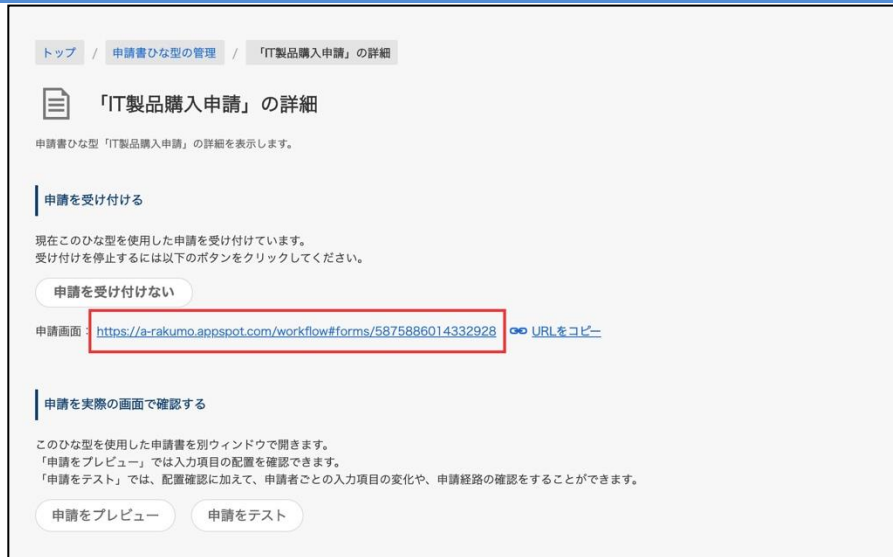 トップ / 申請書ひな型の管理 / 「IT製品購入申請」の詳細
「IT製品購入申請」の詳細
申請書ひな型「IT製品購入申請」の詳細を表示します。
申請を受け付ける
現在このひな型を使用した申請を受け付けています。
受け付けを停止するには以下のボタンをクリックしてください。
申請を受け付けない
申請画面：https://a-rakumo.appspot.com/workflow#forms/5875886014332928 URLをコピー
申請を実際の画面で確認する
このひな型を使用した申請書を別ウィンドウで開きます。
「申請をプレビュー」では入力項目の配置を確認できます。
「申請をテスト」では、配置確認に加えて、申請者ごとの入力項目の変化や、申請経路の確認をすることができます。
申請をプレビュー 申請をテスト